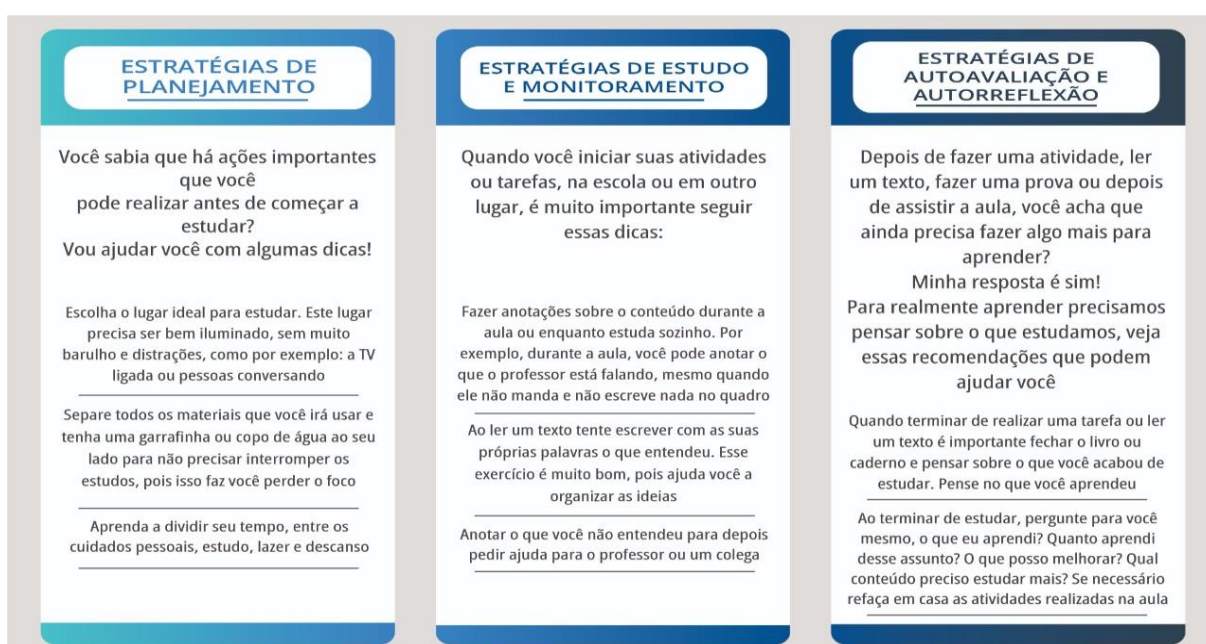 ESTRATÉGIAS DE
PLANEJAMENTO
Você sabia que há ações importantes
que você
pode realizar antes de começar a
estudar?
Vou ajudar você com algumas dicas!
Escolha o lugar ideal para estudar. Este lugar
precisa ser bem iluminado, sem muito
barulho e distrações, como por exemplo: a TV
ligada ou pessoas conversando
Separe todos os materiais que você irá usar e
tenha uma garrafinha ou copo de água ao seu
lado para não precisar interromper os
estudos, pois isso faz você perder o foco
Aprenda a dividir seu tempo, entre os
cuidados pessoais, estudo, lazer e descanso
ESTRATÉGIAS DE ESTUDO
E MONITORAMENTO
Quando você iniciar suas atividades
ou tarefas, na escola ou em outro
lugar, é muito importante seguir
essas dicas:
Fazer anotações sobre o conteúdo durante a
aula ou enquanto estuda sozinho. Por
exemplo, durante a aula, você pode anotar o
que o professor está falando, mesmo quando
ele não manda e não escreve nada no quadro
Ao ler um texto tente escrever com as suas
próprias palavras o que entendeu. Esse
exercício é muito bom, pois ajuda você a
organizar as ideias
Anotar o que você não entendeu para depois
pedir ajuda para o professor ou um colega
ESTRATÉGIAS DE
AUTOAVALIAÇÃO E
AUTORREFLEXÃO
Depois de fazer uma atividade, ler
um texto, fazer uma prova ou depois
de assistir a aula, você acha que
ainda precisa fazer algo mais para
aprender?
Minha resposta é sim!
Para realmente aprender precisamos
pensar sobre o que estudamos, veja
essas recomendações que podem
ajudar você
Quando terminar de realizar uma tarefa ou ler
um texto é importante fechar o livro ou
caderno e pensar sobre o que você acabou de
estudar. Pense no que você aprendeu
Ao terminar de estudar, pergunte para você
mesmo, o que eu aprendi? Quanto aprendi
desse assunto? O que posso melhorar? Qual
conteúdo preciso estudar mais? Se necessário
refaça em casa as atividades realizadas na aula